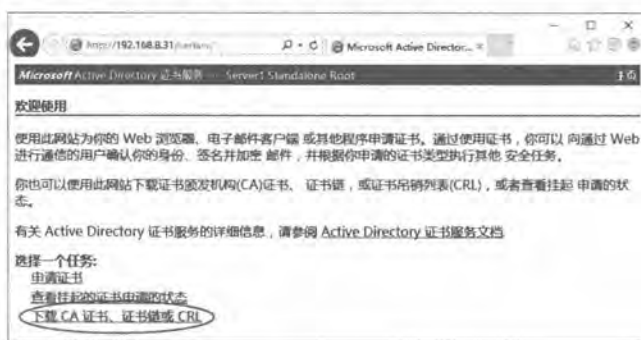 http://192.168.8.31/certsrv/
Microsoft Active Director...
Microsoft Active Directory 证书服务 -- Server1 Standalone Root
主页
欢迎使用
使用此网站为你的 Web 浏览器、电子邮件客户端 或其他程序申请证书。通过使用证书，你可以 向通过 Web
进行通信的用户确认你的身份、签名并加密 邮件，并根据你申请的证书类型执行其他 安全任务。
你也可以使用此网站下载证书颁发机构(CA)证书、 证书链，或证书吊销列表(CRL)，或者查看挂起 申请的状
态。
有关 Active Directory 证书服务的详细信息，请参阅 Active Directory 证书服务文档
选择一个任务:
申请证书
查看挂起的证书申请的状态
下载 CA 证书、证书链或 CRL